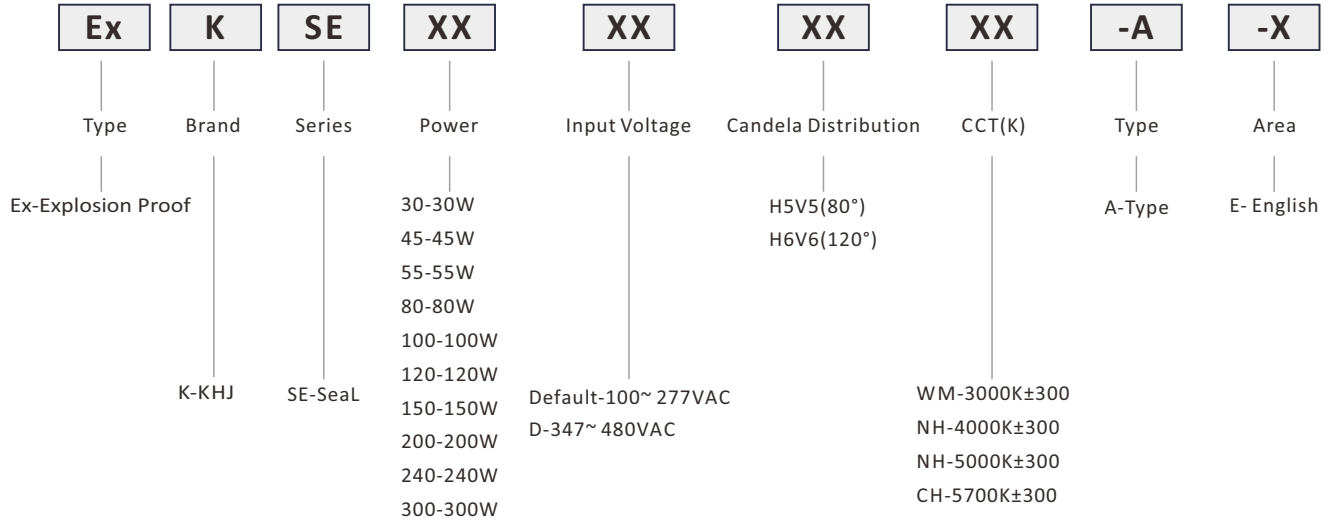 Ex K SE XX XX XX XX -A -X
Type Brand Series Power Input Voltage Candela Distribution CCT(K) Type Area
Ex-Explosion Proof
K-KHJ
SE-SeaL
30-30W
45-45W
55-55W
80-80W
100-100W
120-120W
150-150W
200-200W
240-240W
300-300W
Default-100~277VAC
D-347~480VAC
H5V5(80°)
H6V6(120°)
WM-3000K±300
NH-4000K±300
NH-5000K±300
CH-5700K±300
A-Type
E- English